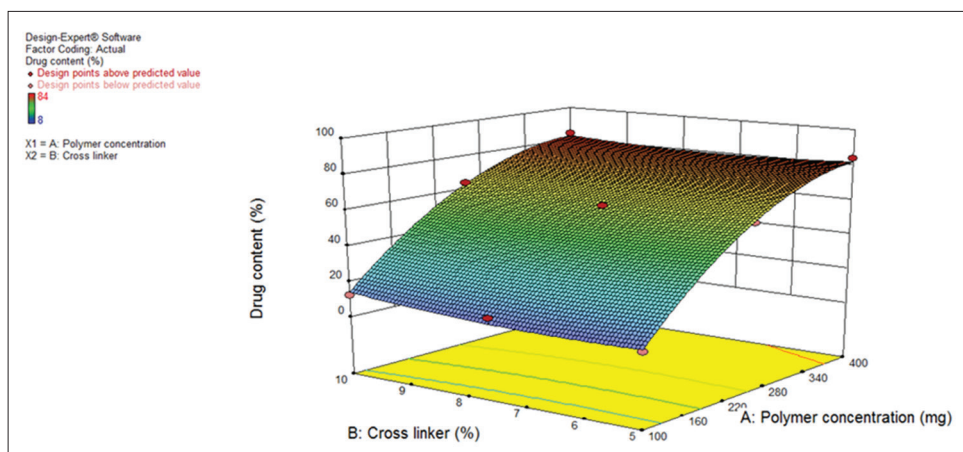 Design-Expert® Software
Factor Coding: Actual
Drug content (%)
Design points above predicted value
Design points below predicted value
84
8
X1 = A: Polymer concentration
X2 = B: Cross linker
100
80
60
40
20
0
Drug content (%)
10
9
8
7
6
5
B: Cross linker (%)
100
160
220
280
340
400
A: Polymer concentration (mg)